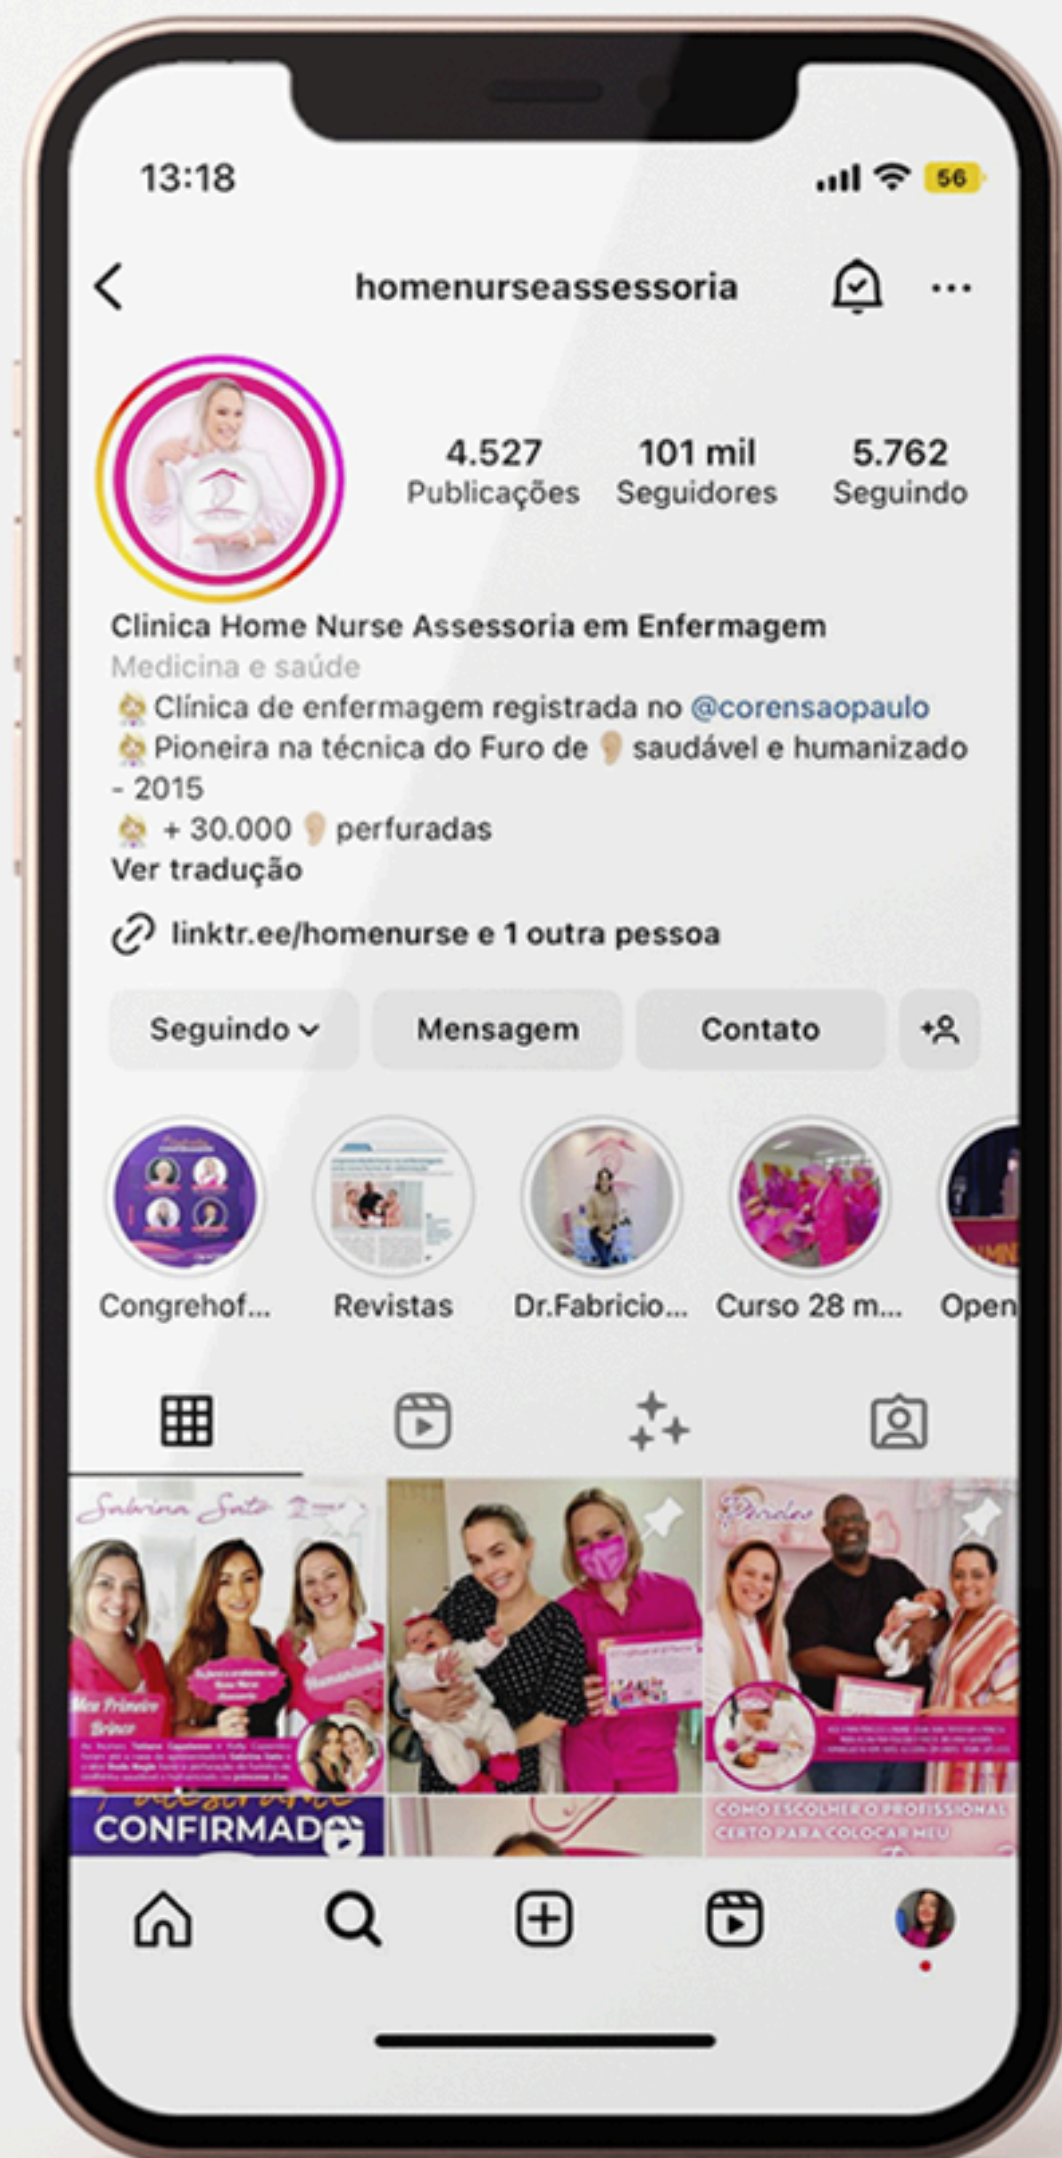 13:18
56
homenurseassessoria
4.527
101 mil
5.762
Publicações
Seguidores
Seguindo
Clinica Home Nurse Assessoria em Enfermagem
Medicina e saúde
Clínica de enfermagem registrada no @corensaopaulo
Pioneira na técnica do Furo de saudável e humanizado
- 2015
+ 30.000 perfuradas
Ver tradução
linktr.ee/homenurse e 1 outra pessoa
Seguindo
Mensagem
Contato
Congrehof...
Revistas
Dr.Fabricio...
Curso 28 m...
Open
Sabrina Sato
Péricles
Meu Primeiro
Brinco
CONFIRMAD
COMO ESCOLHER O PROFISSIONAL
CERTO PARA COLOCAR MEU